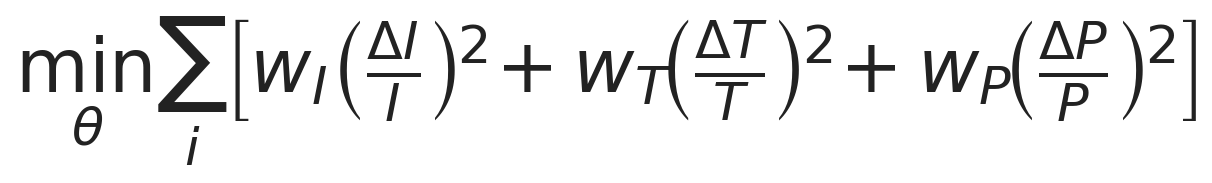 min_θ ∑_i [ w_I (ΔI/I)² + w_T (ΔT/T)² + w_P (ΔP/P)² ]